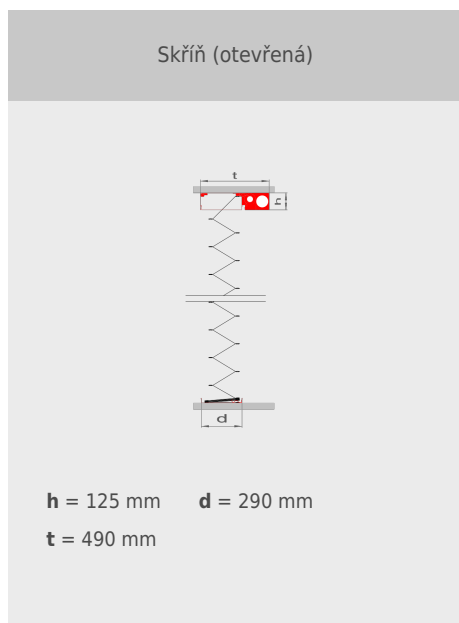 Skříň (otevřená)
t
h
d
h = 125 mm d = 290 mm
t = 490 mm